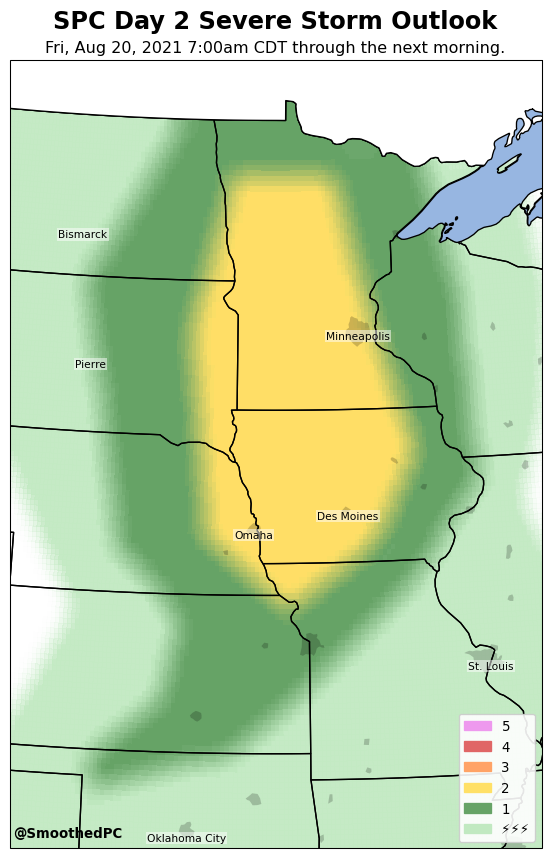 SPC Day 2 Severe Storm Outlook
Fri, Aug 20, 2021 7:00am CDT through the next morning.
Bismarck
Minneapolis
Pierre
Des Moines
Omaha
St. Louis
5
4
3
2
1
⚡⚡⚡
@SmoothedPC
Oklahoma City